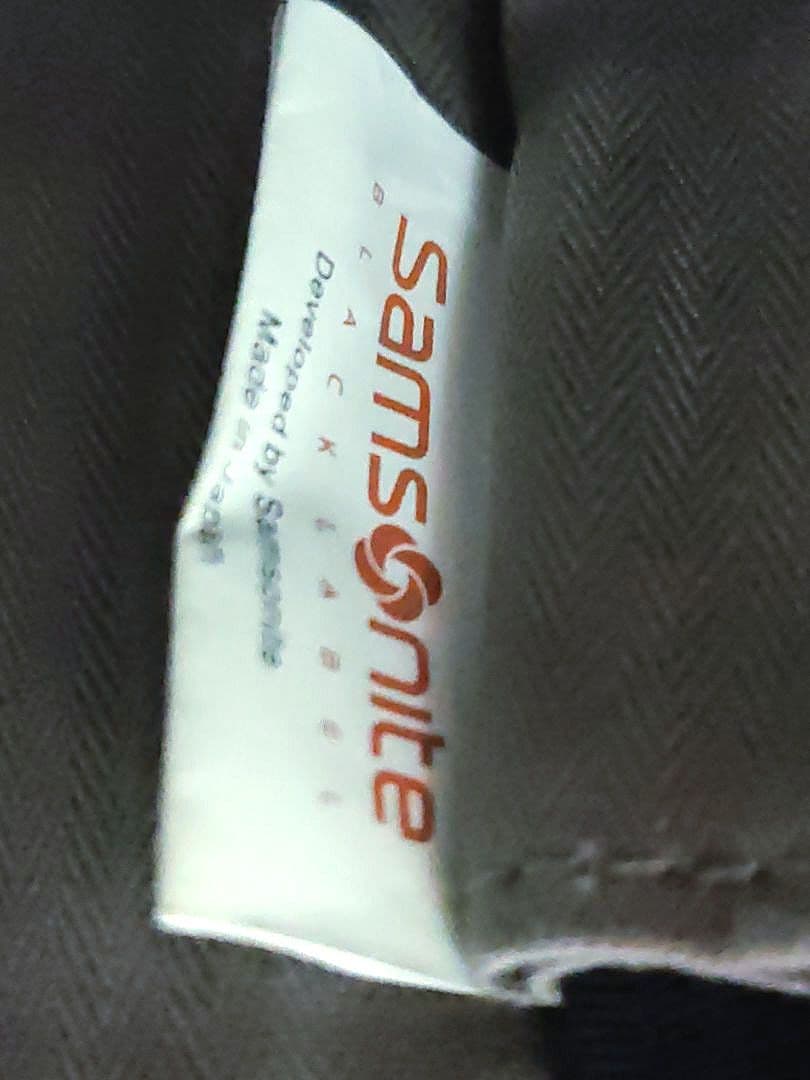 Samsonite
BLACK LABEL
Developed by Samsonite
Made in Japan